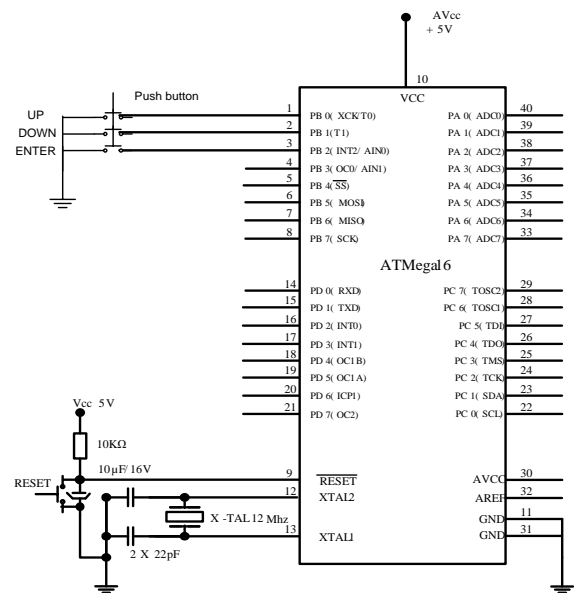 AVcc
+ 5V
10
VCC
Push button
UP
DOWN
ENTER
1 PB 0( XCK/T0) PA 0( ADC0) 40
2 PB 1(T1) PA 1( ADC1) 39
3 PB 2( INT2/ AIN0) PA 2( ADC2) 38
4 PB 3( OC0/ AIN1) PA 3( ADC3) 37
5 PB 4(SS) PA 4( ADC4) 36
6 PB 5( MOSI) PA 5( ADC5) 35
7 PB 6( MISO) PA 6( ADC6) 34
8 PB 7( SCK) PA 7( ADC7) 33
ATMega16
14 PD 0( RXD) PC 7( TOSC2) 29
15 PD 1( TXD) PC 6( TOSC1) 28
16 PD 2( INT0) PC 5( TDI) 27
17 PD 3( INT1) PC 4( TDO) 26
18 PD 4( OC1B) PC 3( TMS) 25
19 PD 5( OC1A) PC 2( TCK) 24
20 PD 6( ICP1) PC 1( SDA) 23
21 PD 7( OC2) PC 0( SCL) 22
Vcc 5V
10KΩ
10µF/16V
RESET
9 RESET AVCC 30
12 XTAL2 AREF 32
X -TAL12 Mhz
GND 11
13 XTAL1 GND 31
2 X 22pF